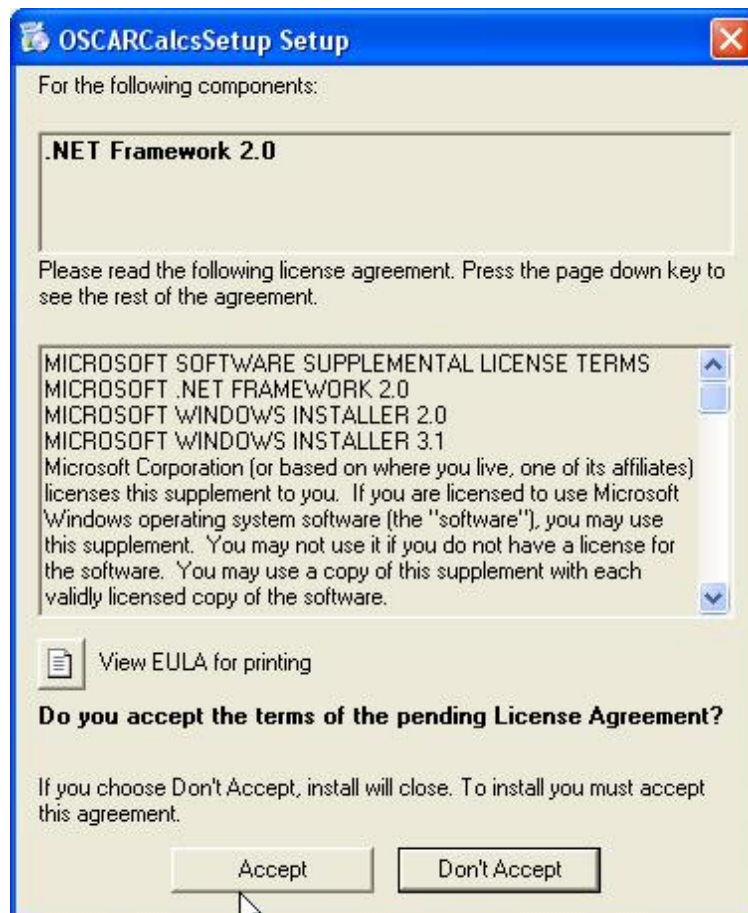 OSCARCalcsSetup Setup
For the following components:
.NET Framework 2.0
Please read the following license agreement. Press the page down key to
see the rest of the agreement.
MICROSOFT SOFTWARE SUPPLEMENTAL LICENSE TERMS
MICROSOFT .NET FRAMEWORK 2.0
MICROSOFT WINDOWS INSTALLER 2.0
MICROSOFT WINDOWS INSTALLER 3.1
Microsoft Corporation (or based on where you live, one of its affiliates)
licenses this supplement to you.  If you are licensed to use Microsoft
Windows operating system software (the "software"), you may use
this supplement.  You may not use it if you do not have a license for
the software.  You may use a copy of this supplement with each
validly licensed copy of the software.
View EULA for printing
Do you accept the terms of the pending License Agreement?
If you choose Don't Accept, install will close. To install you must accept
this agreement.
Accept
Don't Accept